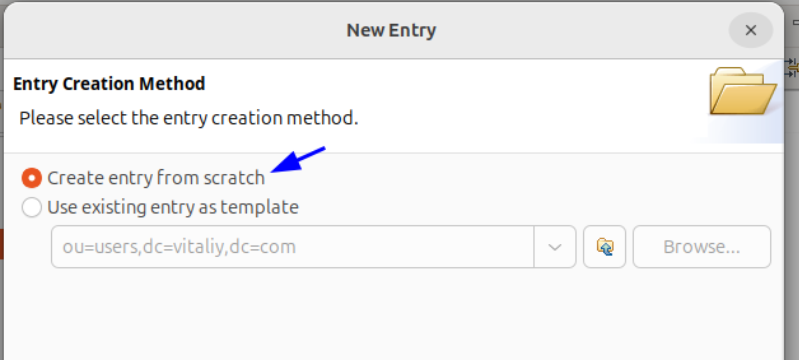 New Entry
Entry Creation Method
Please select the entry creation method.
Create entry from scratch
Use existing entry as template
ou=users,dc=vitaliy,dc=com
Browse...